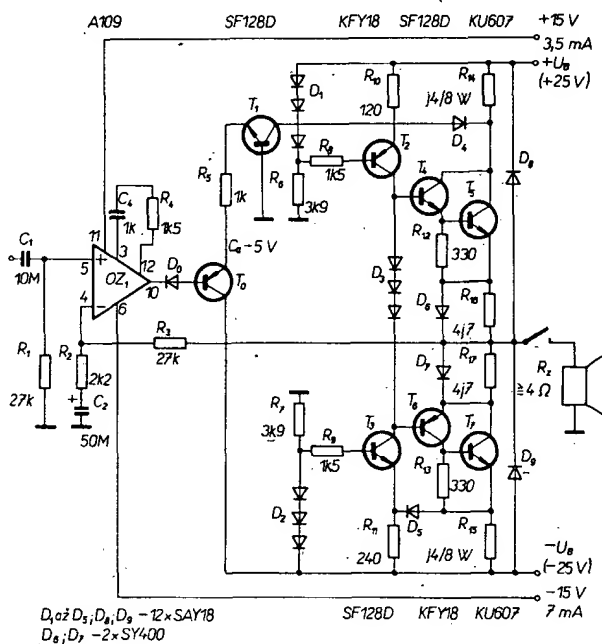 A109 SF128D KFY18 SF128D KU607
+15 V
3,5 mA
+U_B
(+25 V)
D₁ R₁₀ R₁₄
j4/8 W
T₁ 120
T₂ D₄
R₈
1k5
D₈
R₅ R₆ T₄ T₅
1k
3k9
C₄ R₄
1k 1k5
R₁₂
330
C₁ 11 3 12
Ca -5 V
10M 5 + OZ₁ D₀
4 − 10
6
T₀ D₃
D₆ R₁₆
4j7
R₁ R₂ R₃
27k
R_z
2k2
D₇ R₁₇
4j7
≧4 Ω
27k
+ C₂
50M
R₇
3k9
T₃ T₆ T₇
R₉
1k5
R₁₃
330
D₉
D₂
R₁₁ D₅ R₁₅
240 j4/8 W
−U_B
(−25 V)
−15 V
7 mA
SF128D KFY18 KU607
D₁ až D₅; D₈; D₉ – 12× SAY18
D₆; D₇ – 2× SY400